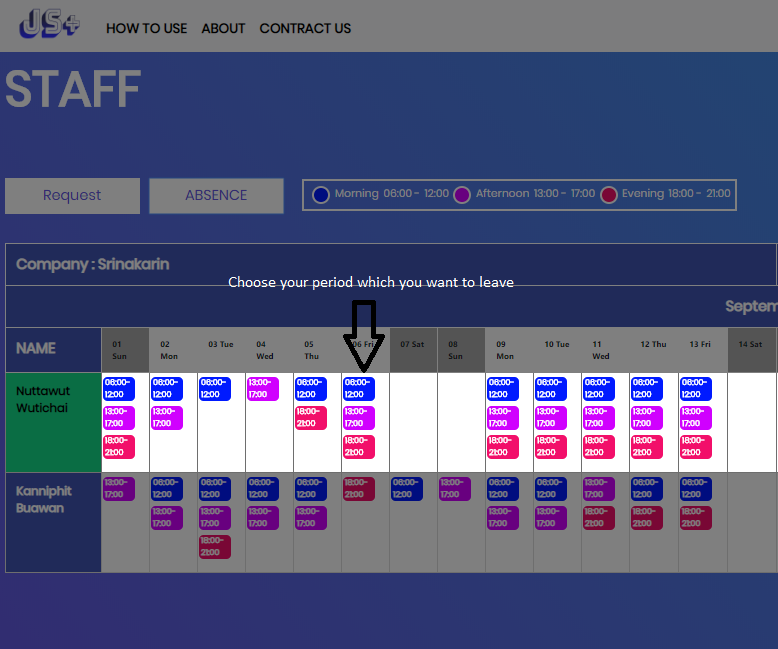 JS+ HOW TO USE ABOUT CONTRACT US
STAFF
Request ABSENCE Morning 06:00 - 12:00 Afternoon 13:00 - 17:00 Evening 18:00 - 21:00
Company : Srinakarin
Choose your period which you want to leave
Septem
NAME 01 Sun 02 Mon 03 Tue 04 Wed 05 Thu 06 Fri 07 Sat 08 Sun 09 Mon 10 Tue 11 Wed 12 Thu 13 Fri 14 Sat
Nuttawut Wutichai
06:00-12:00 06:00-12:00 06:00-12:00 13:00-17:00 06:00-12:00 06:00-12:00 06:00-12:00 06:00-12:00 06:00-12:00 06:00-12:00 06:00-12:00
13:00-17:00 13:00-17:00 18:00-21:00 13:00-17:00 13:00-17:00 13:00-17:00 13:00-17:00 13:00-17:00 13:00-17:00
18:00-21:00 18:00-21:00 18:00-21:00 18:00-21:00 18:00-21:00 18:00-21:00 18:00-21:00
Kanniphit Buawan
13:00-17:00 06:00-12:00 06:00-12:00 06:00-12:00 06:00-12:00 18:00-21:00 06:00-12:00 13:00-17:00 06:00-12:00 06:00-12:00 13:00-17:00 06:00-12:00 06:00-12:00
13:00-17:00 13:00-17:00 13:00-17:00 13:00-17:00 13:00-17:00 13:00-17:00 18:00-21:00 18:00-21:00 18:00-21:00
18:00-21:00